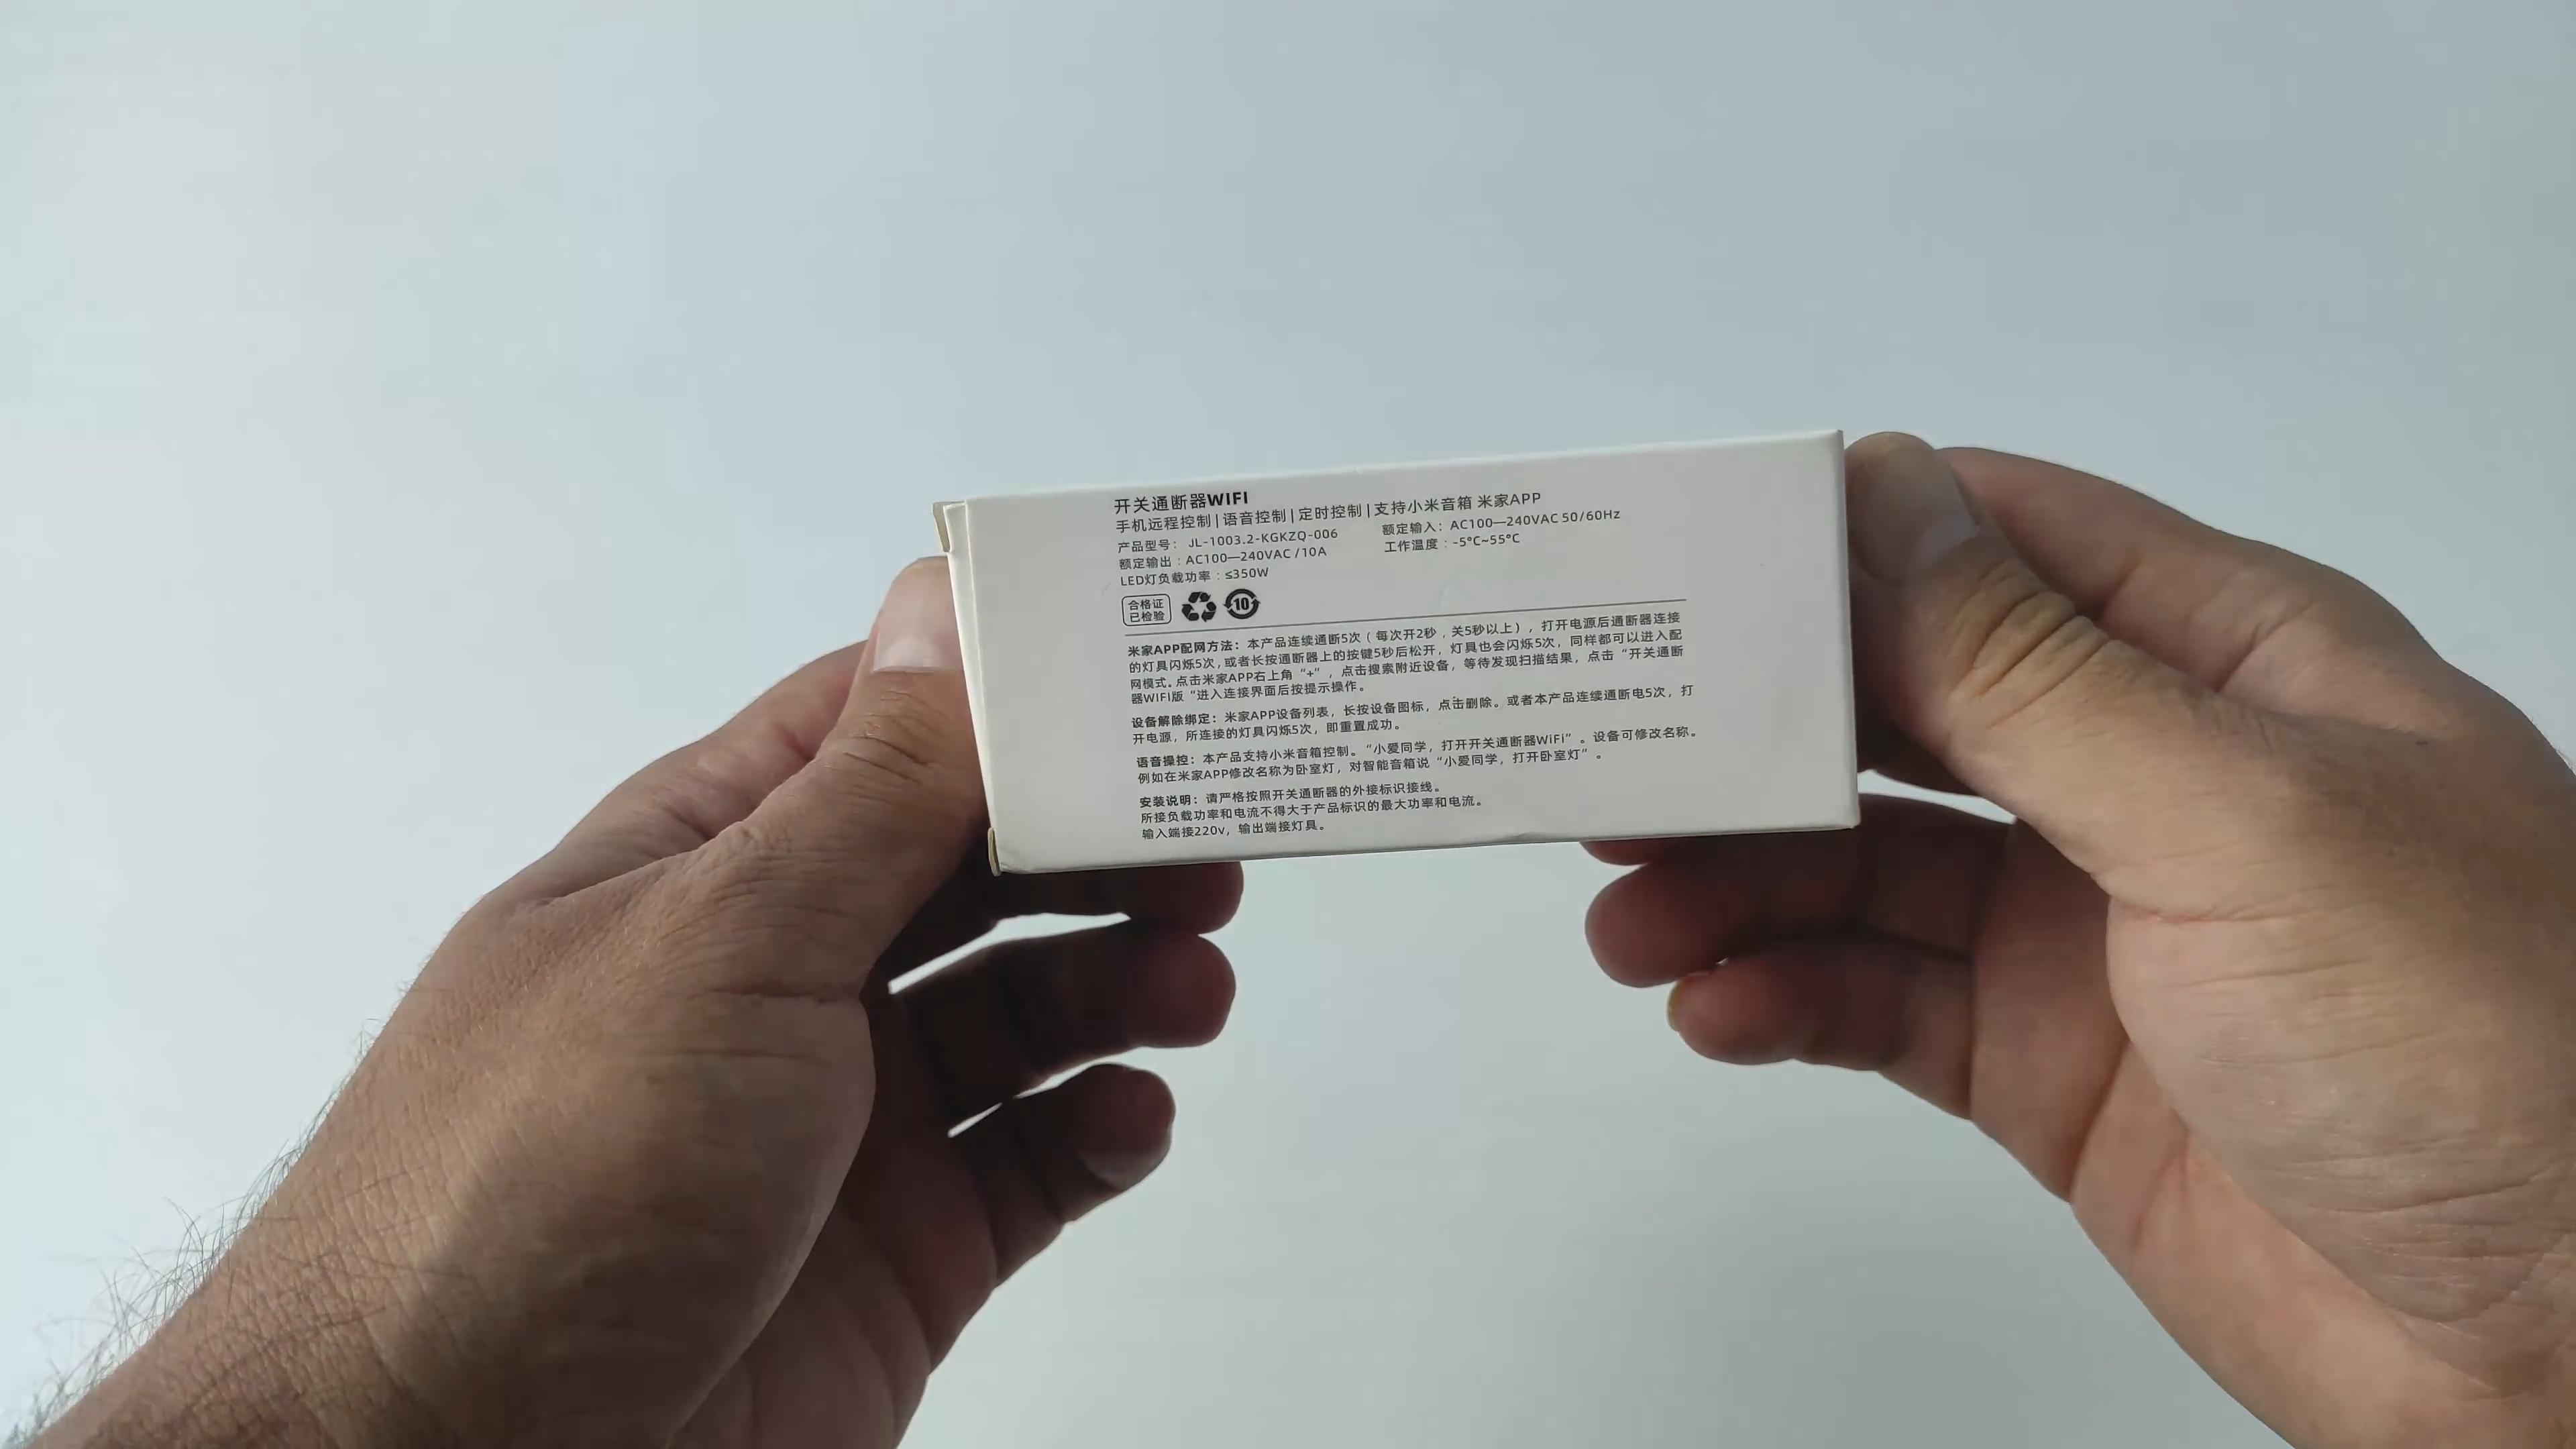 开关通断器WIFI
手机远程控制|语音控制|定时控制|支持小米音箱 米家APP
产品型号： JL-1003.2-KGKZQ-006 额定输入：AC100—240VAC 50/60Hz
额定输出：AC100—240VAC /10A 工作温度：-5°C~55°C
LED灯负载功率：≤350W
合格证
已检验
10
米家APP配网方法：本产品连续通断5次（每次开2秒，关5秒以上），打开电源后通断器连接
的灯具闪烁5次，或者长按通断器上的按键5秒后松开，灯具也会闪烁5次，同样都可以进入配
网模式。点击米家APP右上角“+”，点击搜索附近设备，等待发现扫描结果，点击“开关通断
器WIFI版“进入连接界面后按提示操作。
设备解除绑定：米家APP设备列表，长按设备图标，点击删除。或者本产品连续通断电5次，打
开电源，所连接的灯具闪烁5次，即重置成功。
语音操控：本产品支持小米音箱控制。“小爱同学，打开开关通断器WiFi”。设备可修改名称。
例如在米家APP修改名称为卧室灯，对智能音箱说“小爱同学，打开卧室灯”。
安装说明：请严格按照开关通断器的外接标识接线。
所接负载功率和电流不得大于产品标识的最大功率和电流。
输入端接220v，输出端接灯具。